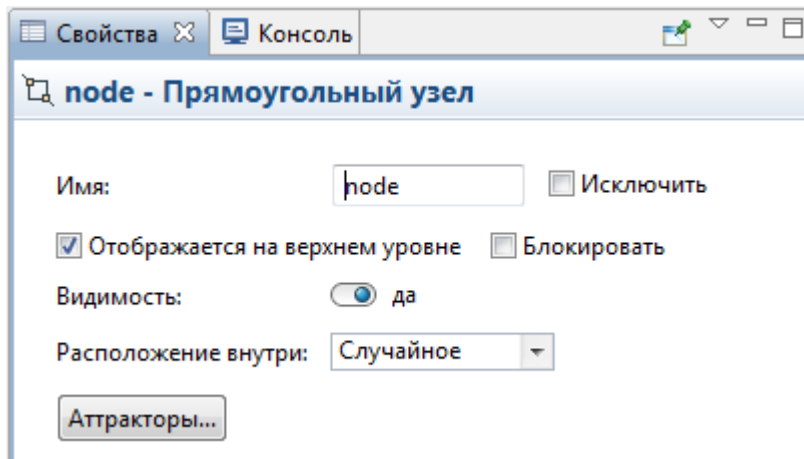 Свойства Консоль
node - Прямоугольный узел
Имя: node Исключить
Отображается на верхнем уровне Блокировать
Видимость: да
Расположение внутри: Случайное
Аттракторы...